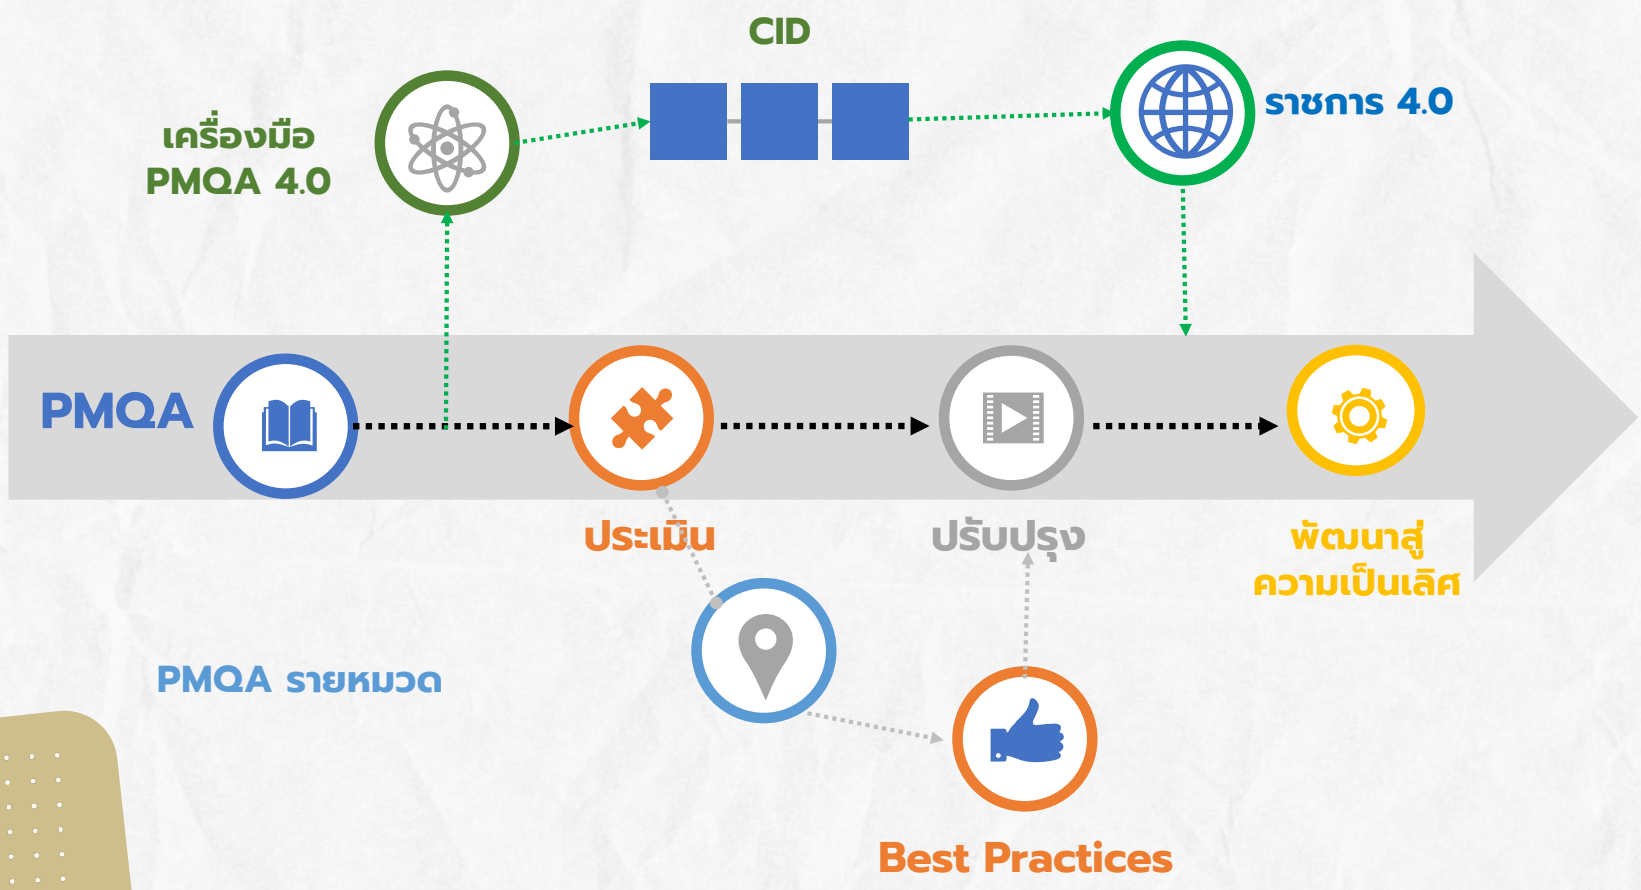 CID
เครื่องมือ
PMQA 4.0
ราชการ 4.0
PMQA
ประเมิน
ปรับปรุง
พัฒนาสู่
ความเป็นเลิศ
PMQA รายหมวด
Best Practices